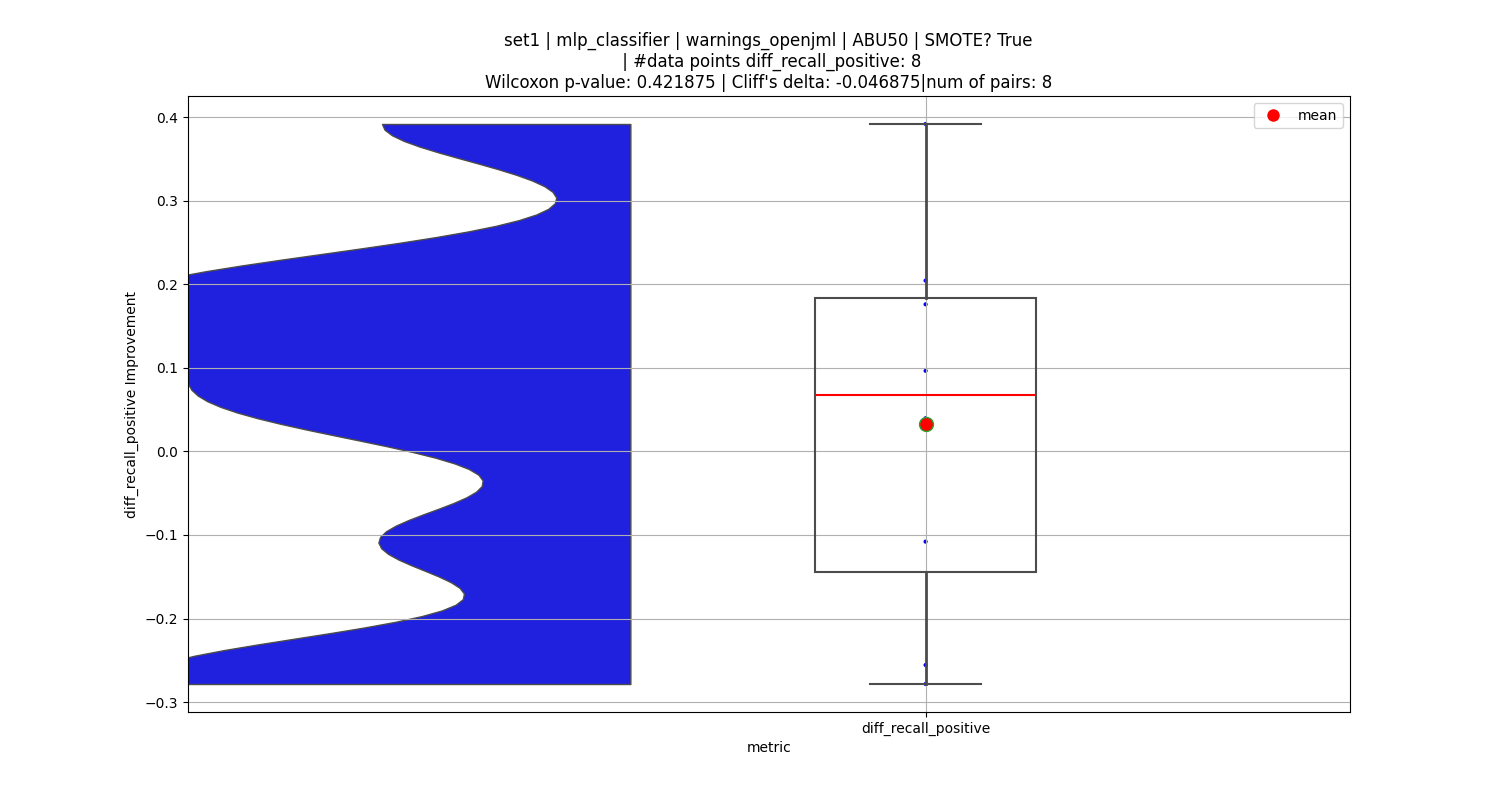 set1 | mlp_classifier | warnings_openjml | ABU50 | SMOTE? True
| #data points diff_recall_positive: 8
Wilcoxon p-value: 0.421875 | Cliff's delta: -0.046875|num of pairs: 8
mean
0.4
0.3
0.2
0.1
0.0
−0.1
−0.2
−0.3
diff_recall_positive Improvement
diff_recall_positive
metric